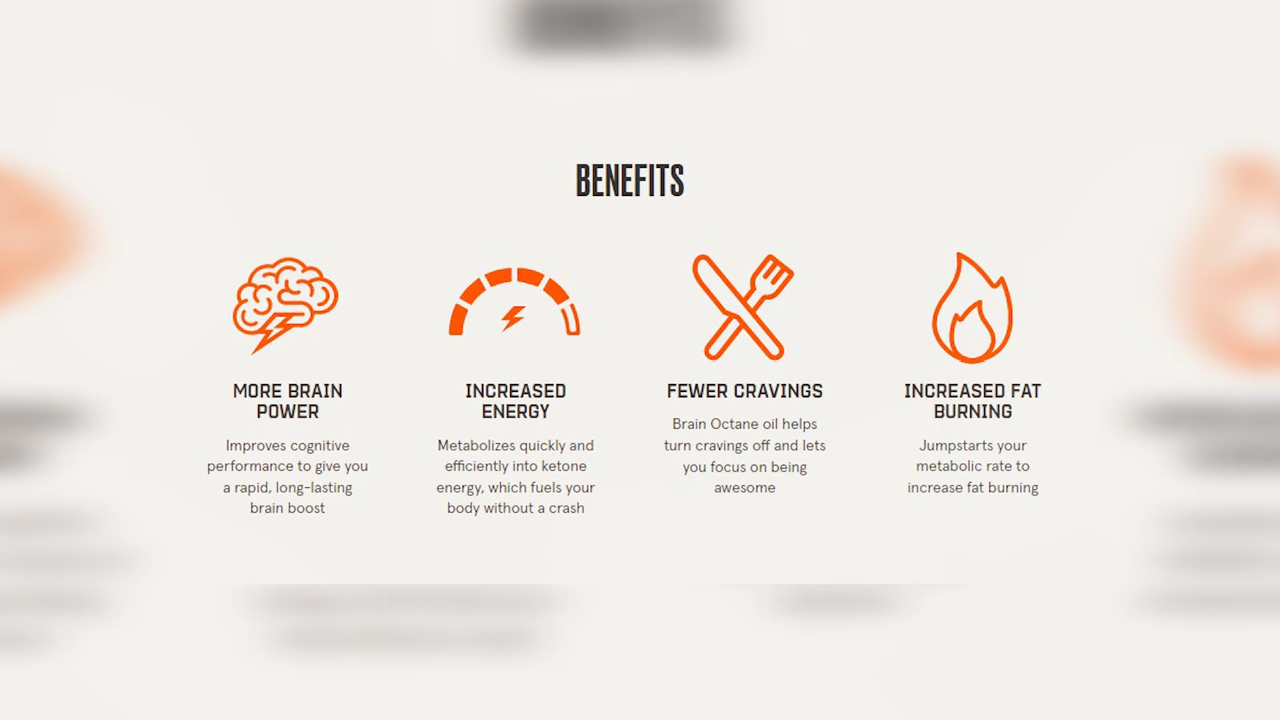 BENEFITS
MORE BRAIN
POWER
Improves cognitive
performance to give you
a rapid, long-lasting
brain boost
INCREASED
ENERGY
Metabolizes quickly and
efficiently into ketone
energy, which fuels your
body without a crash
FEWER CRAVINGS
Brain Octane oil helps
turn cravings off and lets
you focus on being
awesome
INCREASED FAT
BURNING
Jumpstarts your
metabolic rate to
increase fat burning